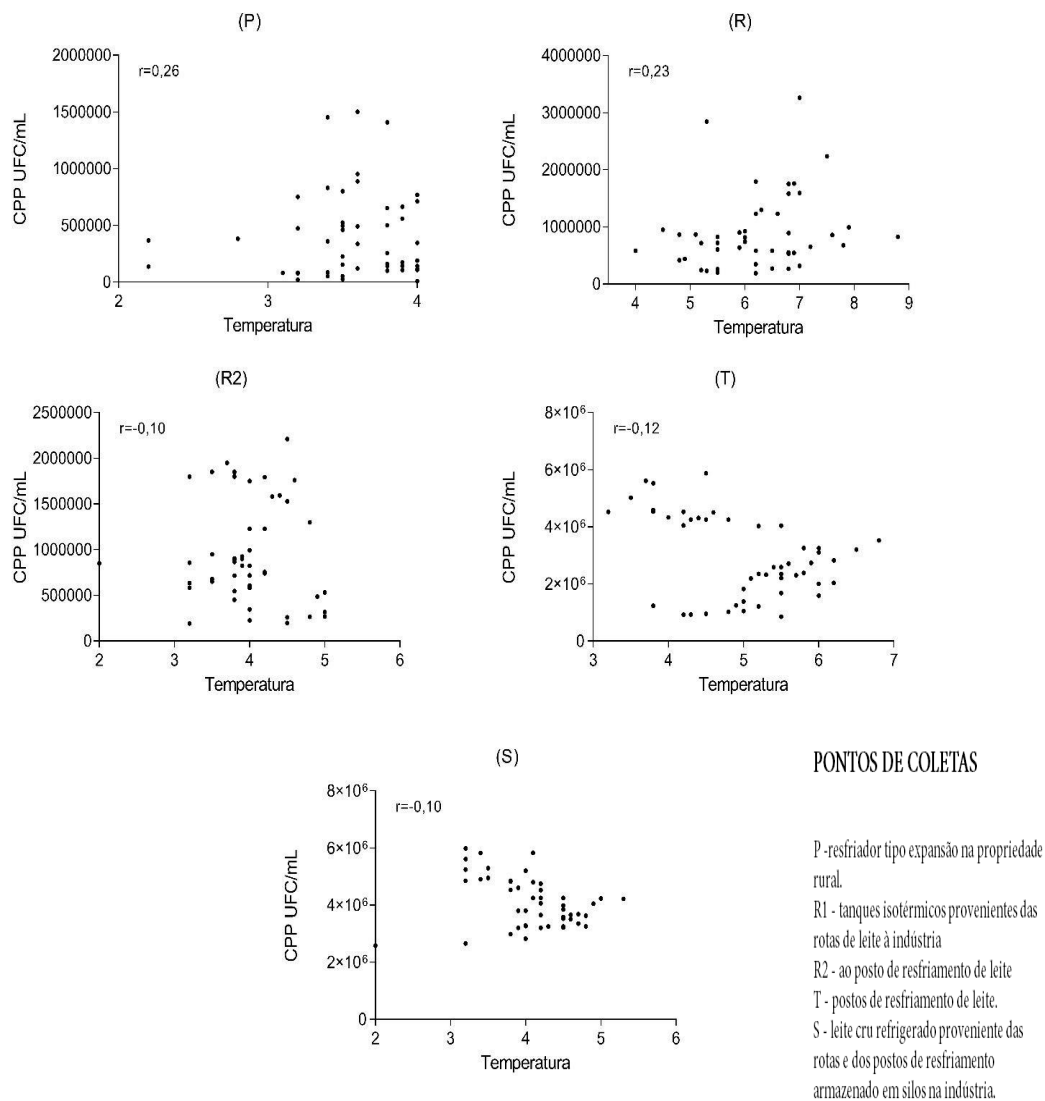 (P)
r=0,26
CPP UFC/mL
2000000
1500000
1000000
500000
0
2 3 4
Temperatura
(R)
r=0,23
CPP UFC/mL
4000000
3000000
2000000
1000000
0
4 5 6 7 8 9
Temperatura
(R2)
r=-0,10
CPP UFC/mL
2500000
2000000
1500000
1000000
500000
0
2 3 4 5 6
Temperatura
(T)
r=-0,12
CPP UFC/mL
8×10⁶
6×10⁶
4×10⁶
2×10⁶
0
3 4 5 6 7
Temperatura
(S)
r=-0,10
CPP UFC/mL
8×10⁶
6×10⁶
4×10⁶
2×10⁶
0
2 3 4 5 6
Temperatura
PONTOS DE COLETAS
P -resfriador tipo expansão na propriedade
rural.
R1 - tanques isotérmicos provenientes das
rotas de leite à indústria
R2 - ao posto de resfriamento de leite
T - postos de resfriamento de leite.
S - leite cru refrigerado proveniente das
rotas e dos postos de resfriamento
armazenado em silos na indústria.